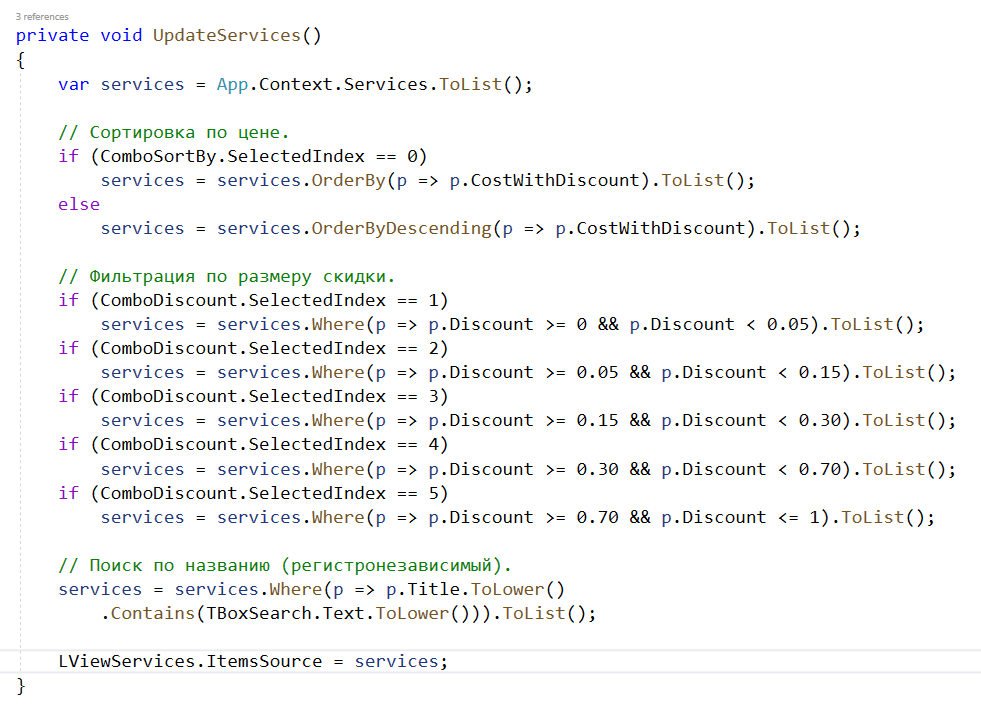 3 references
private void UpdateServices()
{
    var services = App.Context.Services.ToList();

    // Сортировка по цене.
    if (ComboSortBy.SelectedIndex == 0)
        services = services.OrderBy(p => p.CostWithDiscount).ToList();
    else
        services = services.OrderByDescending(p => p.CostWithDiscount).ToList();

    // Фильтрация по размеру скидки.
    if (ComboDiscount.SelectedIndex == 1)
        services = services.Where(p => p.Discount >= 0 && p.Discount < 0.05).ToList();
    if (ComboDiscount.SelectedIndex == 2)
        services = services.Where(p => p.Discount >= 0.05 && p.Discount < 0.15).ToList();
    if (ComboDiscount.SelectedIndex == 3)
        services = services.Where(p => p.Discount >= 0.15 && p.Discount < 0.30).ToList();
    if (ComboDiscount.SelectedIndex == 4)
        services = services.Where(p => p.Discount >= 0.30 && p.Discount < 0.70).ToList();
    if (ComboDiscount.SelectedIndex == 5)
        services = services.Where(p => p.Discount >= 0.70 && p.Discount <= 1).ToList();

    // Поиск по названию (регистронезависимый).
    services = services.Where(p => p.Title.ToLower()
        .Contains(TBoxSearch.Text.ToLower())).ToList();

    LViewServices.ItemsSource = services;
}